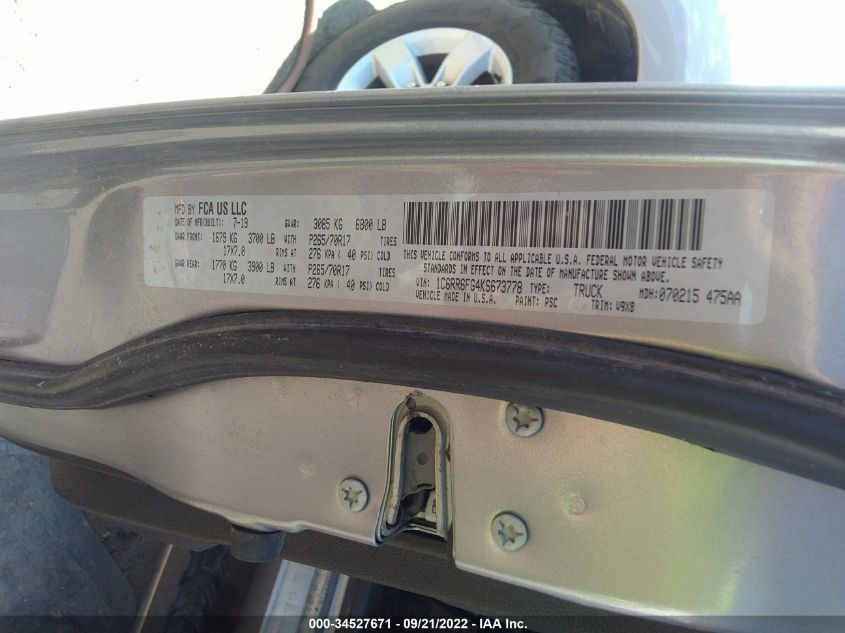 MFD BY FCA US LLC
DATE OF MFR(BUILT): 7-19 GVWR: 3085 KG 6800 LB
GAWR FRONT: 1679 KG 3700 LB WITH P265/70R17 TIRES
17X7.0 RIMS AT 276 KPA ( 40 PSI) COLD
GAWR REAR: 1770 KG 3900 LB WITH P265/70R17 TIRES
17X7.0 RIMS AT 276 KPA ( 40 PSI) COLD
THIS VEHICLE CONFORMS TO ALL APPLICABLE U.S.A. FEDERAL MOTOR VEHICLE SAFETY
STANDARDS IN EFFECT ON THE DATE OF MANUFACTURE SHOWN ABOVE.
VIN: 1C6RR6FG4KS673778 TYPE: TRUCK MDH:070215 475AA
VEHICLE MADE IN U.S.A. PAINT: PSC TRIM: V9X8
000-34527671 - 09/21/2022 - IAA Inc.